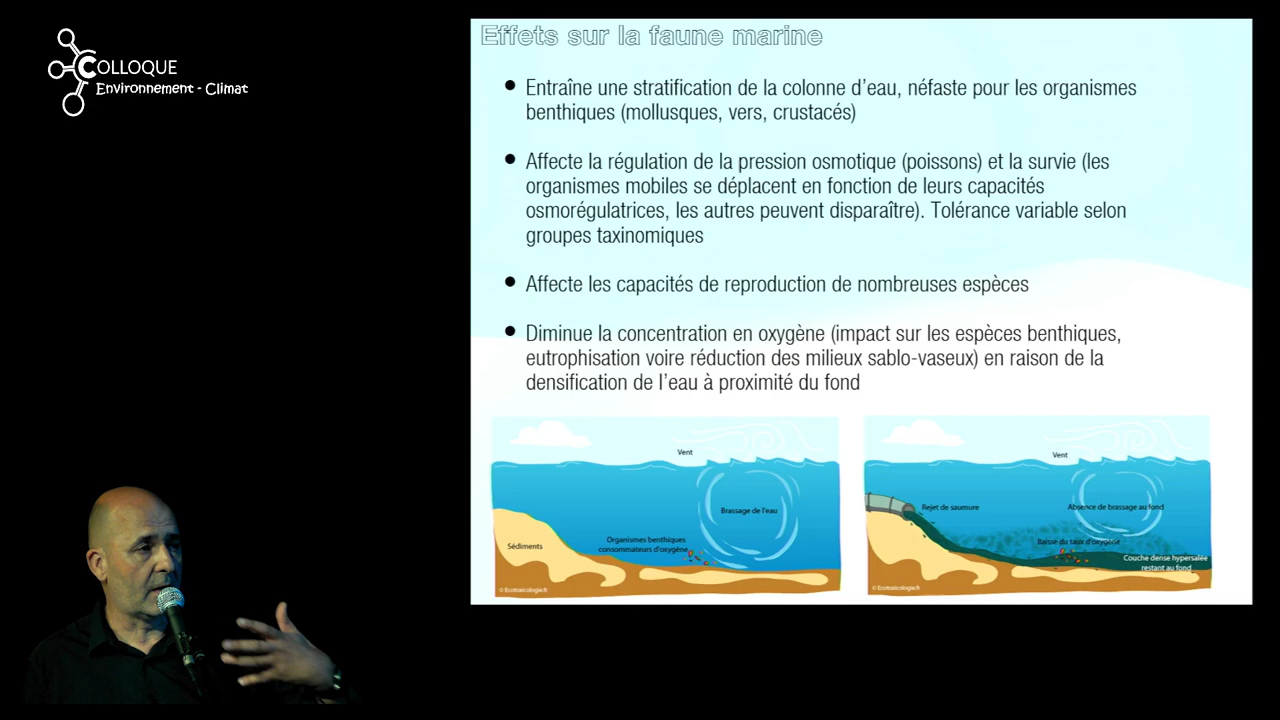 COLLOQUE
Environnement - Climat
Effets sur la faune marine
• Entraîne une stratification de la colonne d'eau, néfaste pour les organismes
benthiques (mollusques, vers, crustacés)
• Affecte la régulation de la pression osmotique (poissons) et la survie (les
organismes mobiles se déplacent en fonction de leurs capacités
osmorégulatrices, les autres peuvent disparaître). Tolérance variable selon
groupes taxinomiques
• Affecte les capacités de reproduction de nombreuses espèces
• Diminue la concentration en oxygène (impact sur les espèces benthiques,
eutrophisation voire réduction des milieux sablo-vaseux) en raison de la
densification de l'eau à proximité du fond
Vent
Brassage de l'eau
Organismes benthiques
consommateurs d'oxygène
Sédiments
© Ecotoxicologie.fr
Vent
Rejet de saumure
Absence de brassage au fond
Baisse du taux d'oxygène
Couche dense hypersalée
restant au fond
© Ecotoxicologie.fr